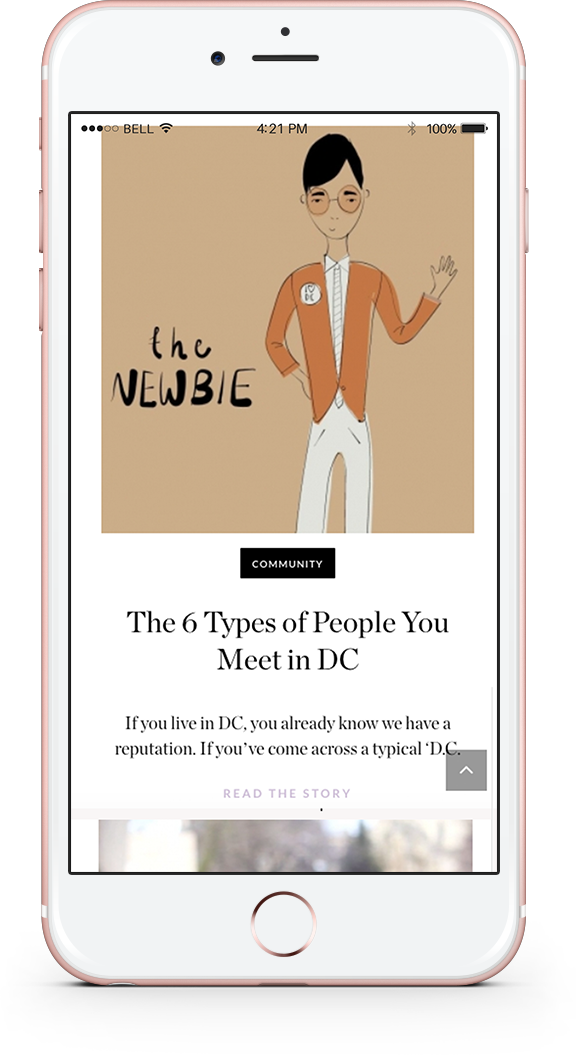 BELL 4:21 PM 100%
I ♡
DC
the
NEWBIE
COMMUNITY
The 6 Types of People You
Meet in DC
If you live in DC, you already know we have a
reputation. If you’ve come across a typical ‘D.C.
READ THE STORY